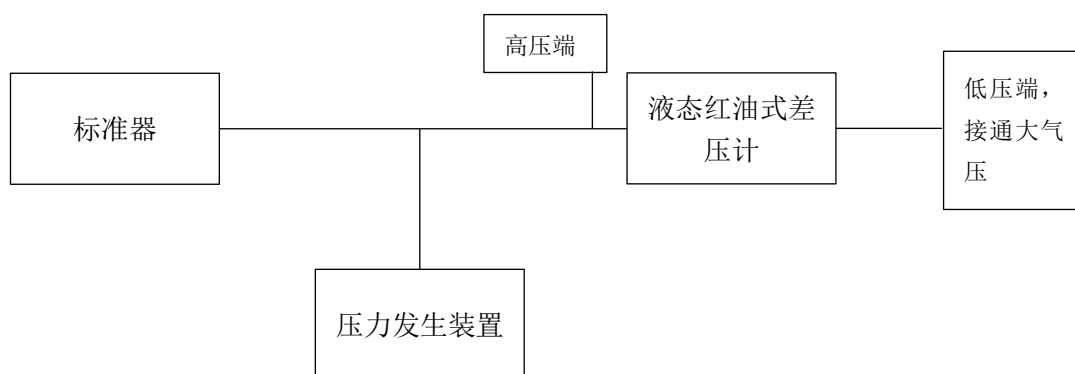 高压端
标准器
液态红油式差
压计
低压端，
接通大气
压
压力发生装置